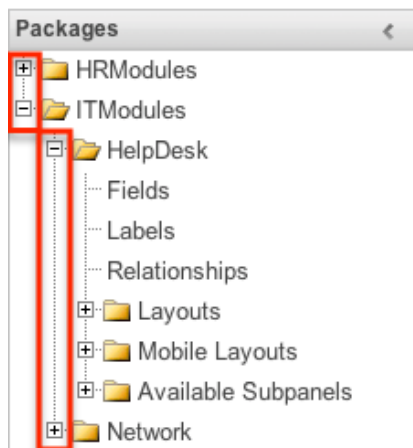 Packages
HRModules
ITModules
HelpDesk
Fields
Labels
Relationships
Layouts
Mobile Layouts
Available Subpanels
Network